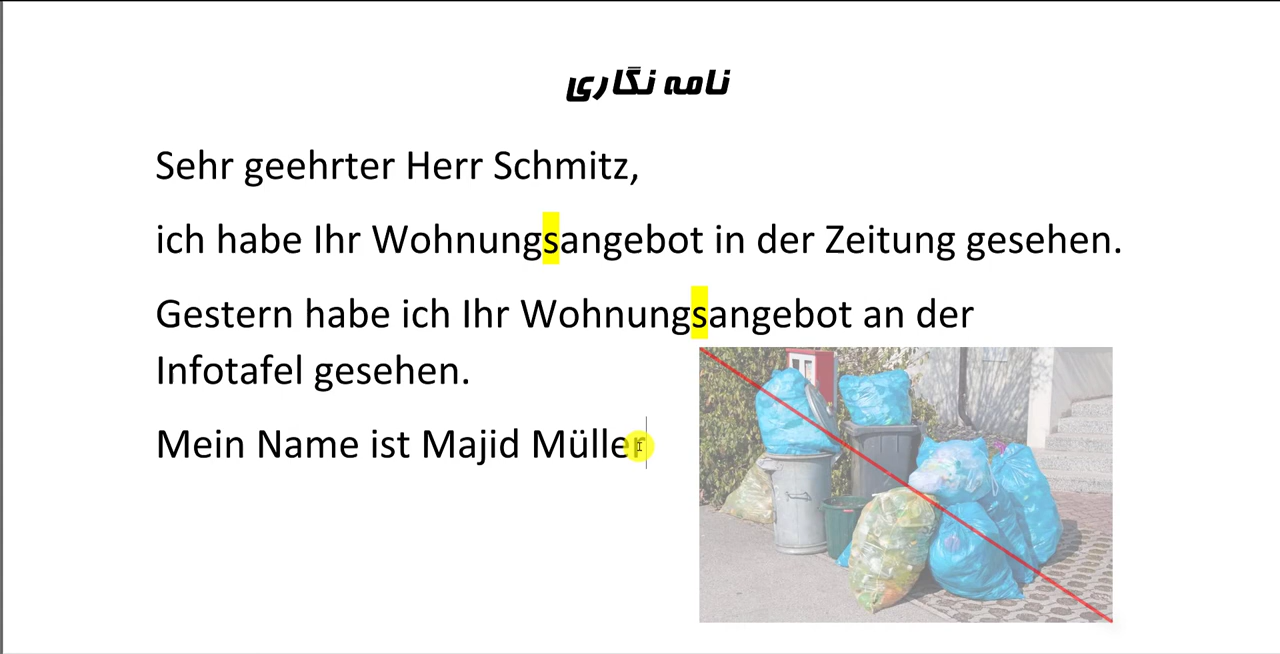 نامه نگاری
Sehr geehrter Herr Schmitz,
ich habe Ihr Wohnungsangebot in der Zeitung gesehen.
Gestern habe ich Ihr Wohnungsangebot an der
Infotafel gesehen.
Mein Name ist Majid Müller